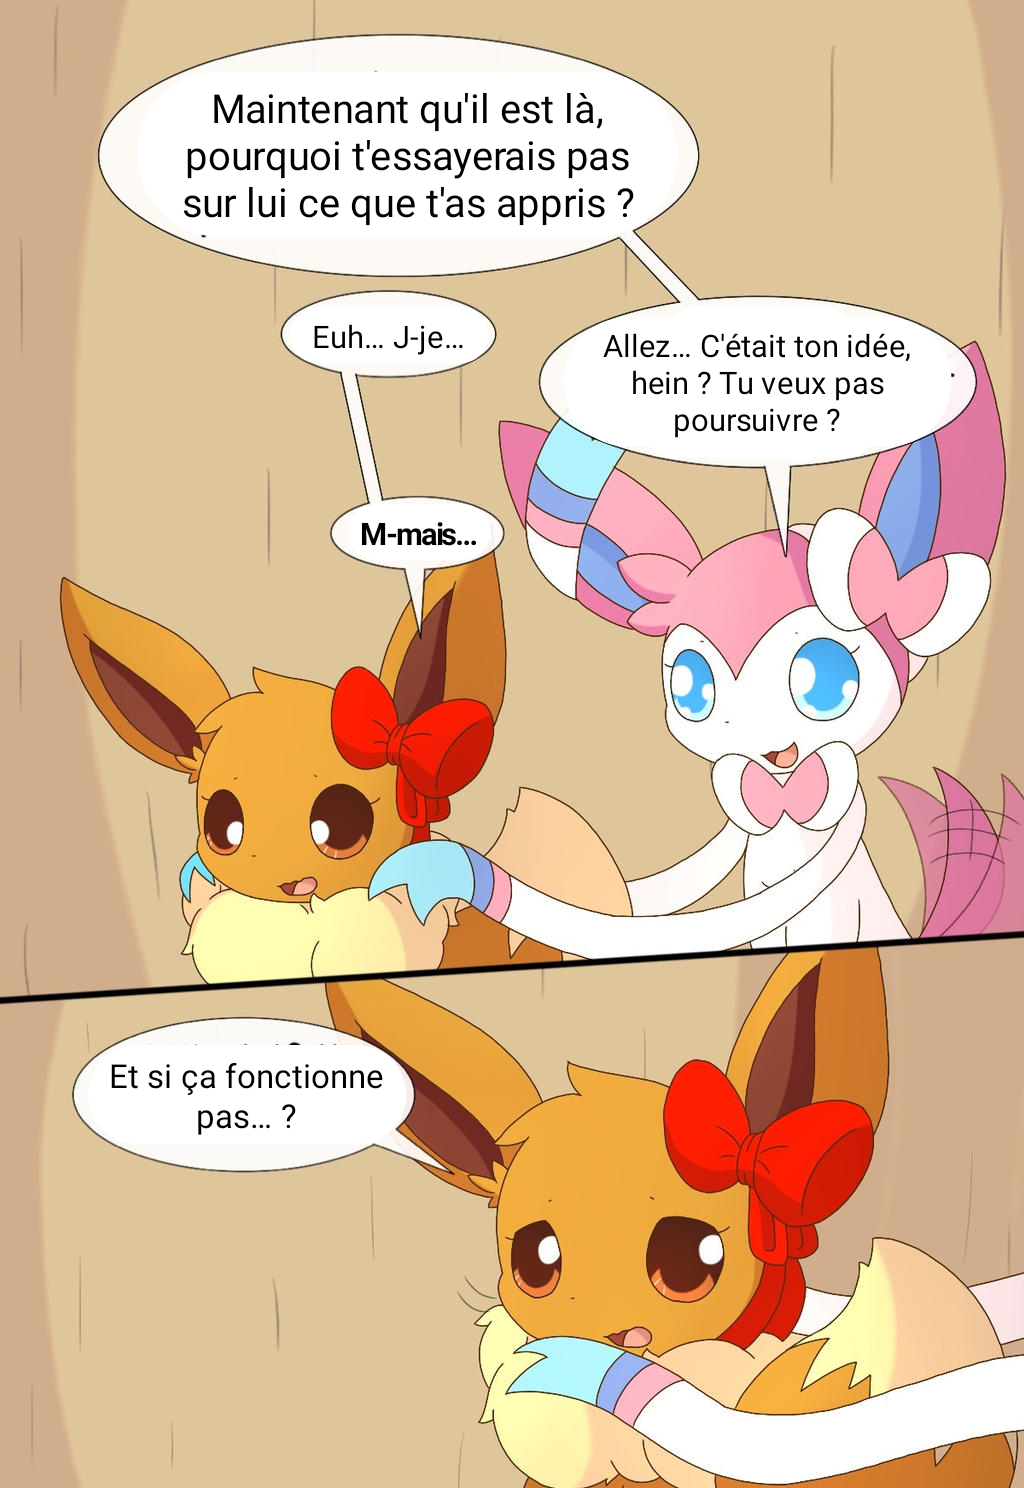 Maintenant qu'il est là,
pourquoi t'essayerais pas
sur lui ce que t'as appris ?
Allez... C'était ton idée,
hein ? Tu veux pas
poursuivre ?
Euh... J-je...
M-mais...
Et si ça fonctionne
pas... ?